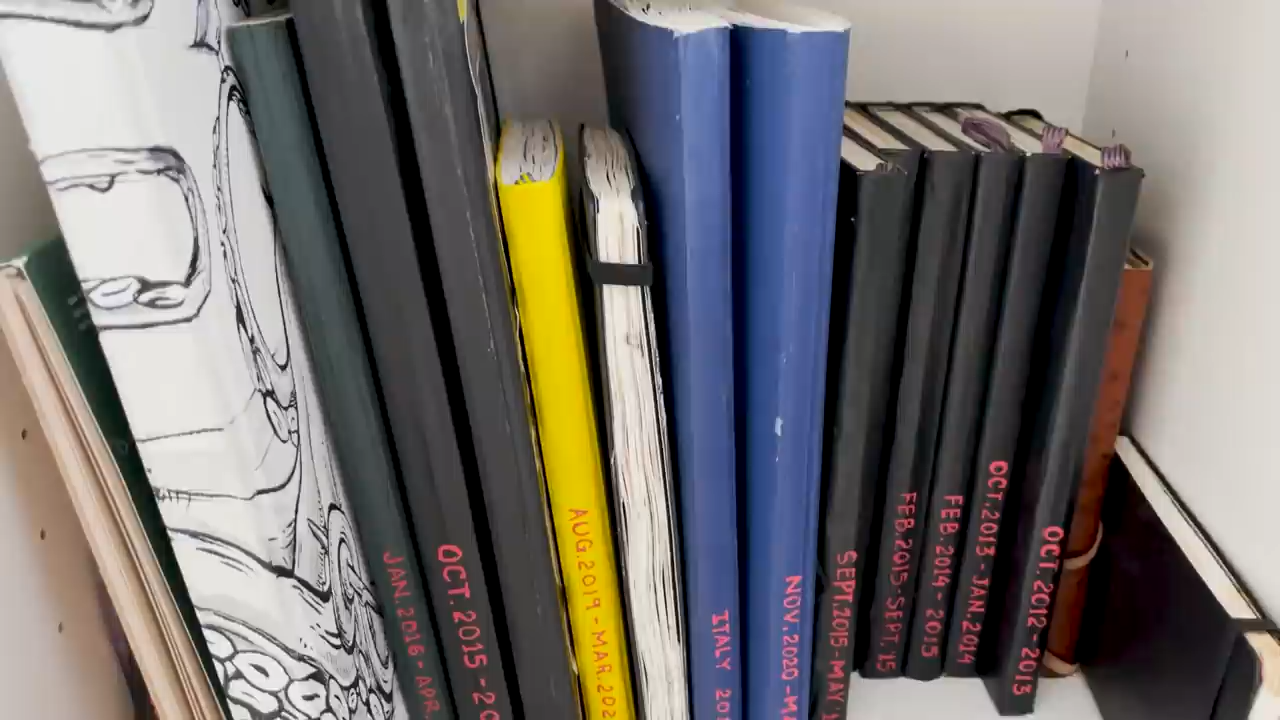 JAN.2016 - APR.
OCT. 2015 - 20
AUG.2019 - MAR.202
ITALY 201
NOV.2020 - MA
SEPT.2015 - MAY.
FEB.2015 - SEPT.15
FEB. 2014 - 2015
OCT.2013 - JAN.2014
OCT.2012 - 2013